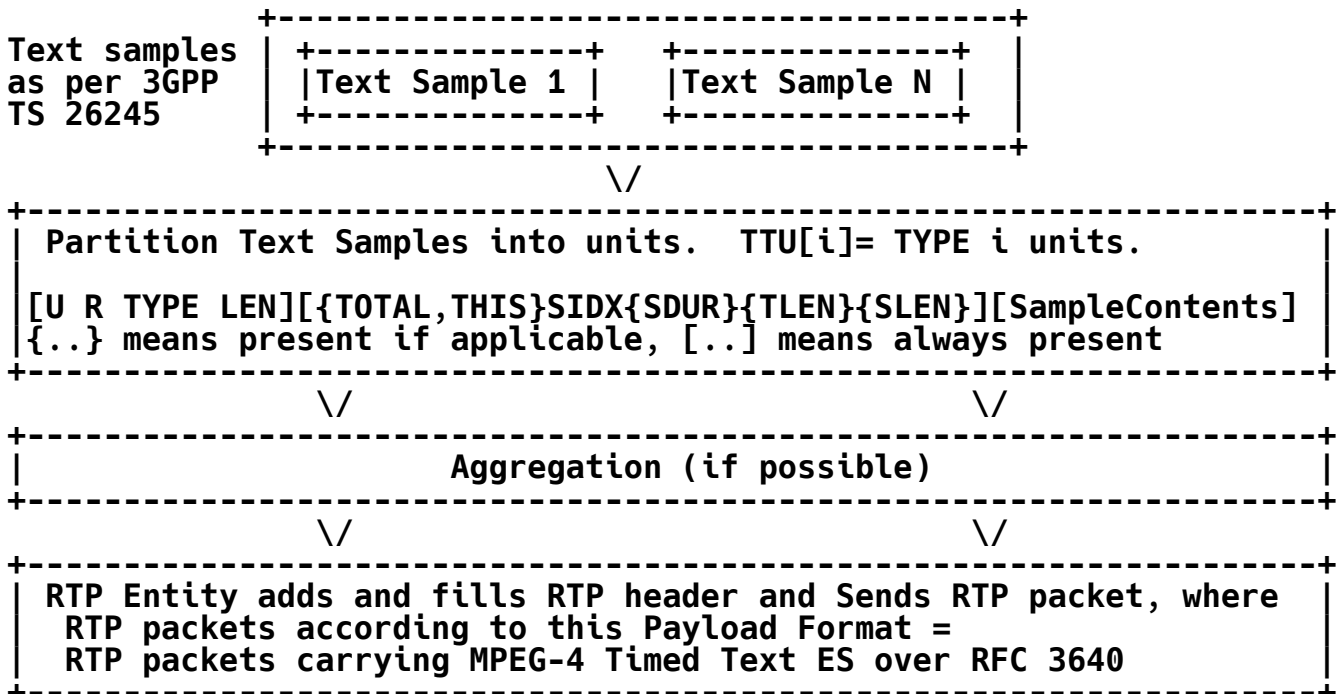 Text samples
as per 3GPP |Text Sample 1 | |Text Sample N |
TS 26245
\/
Partition Text Samples into units.  TTU[i]= TYPE i units.
[U R TYPE LEN][{TOTAL,THIS}SIDX{SDUR}{TLEN}{SLEN}][SampleContents]
{..} means present if applicable, [..] means always present
\/ \/
Aggregation (if possible)
\/ \/
RTP Entity adds and fills RTP header and Sends RTP packet, where
RTP packets according to this Payload Format =
RTP packets carrying MPEG-4 Timed Text ES over RFC 3640